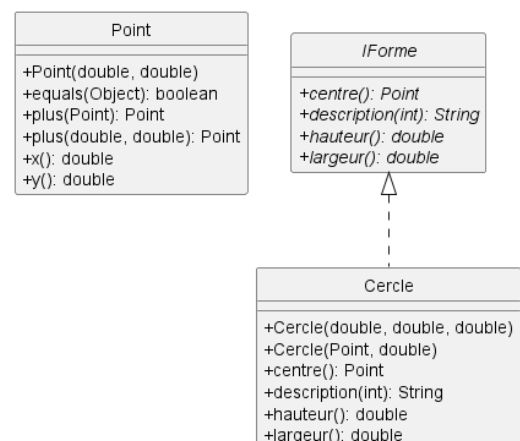 Point
+Point(double, double)
+equals(Object): boolean
+plus(Point): Point
+plus(double, double): Point
+x(): double
+y(): double
IForme
+centre(): Point
+description(int): String
+hauteur(): double
+largeur(): double
Cercle
+Cercle(double, double, double)
+Cercle(Point, double)
+centre(): Point
+description(int): String
+hauteur(): double
+largeur(): double